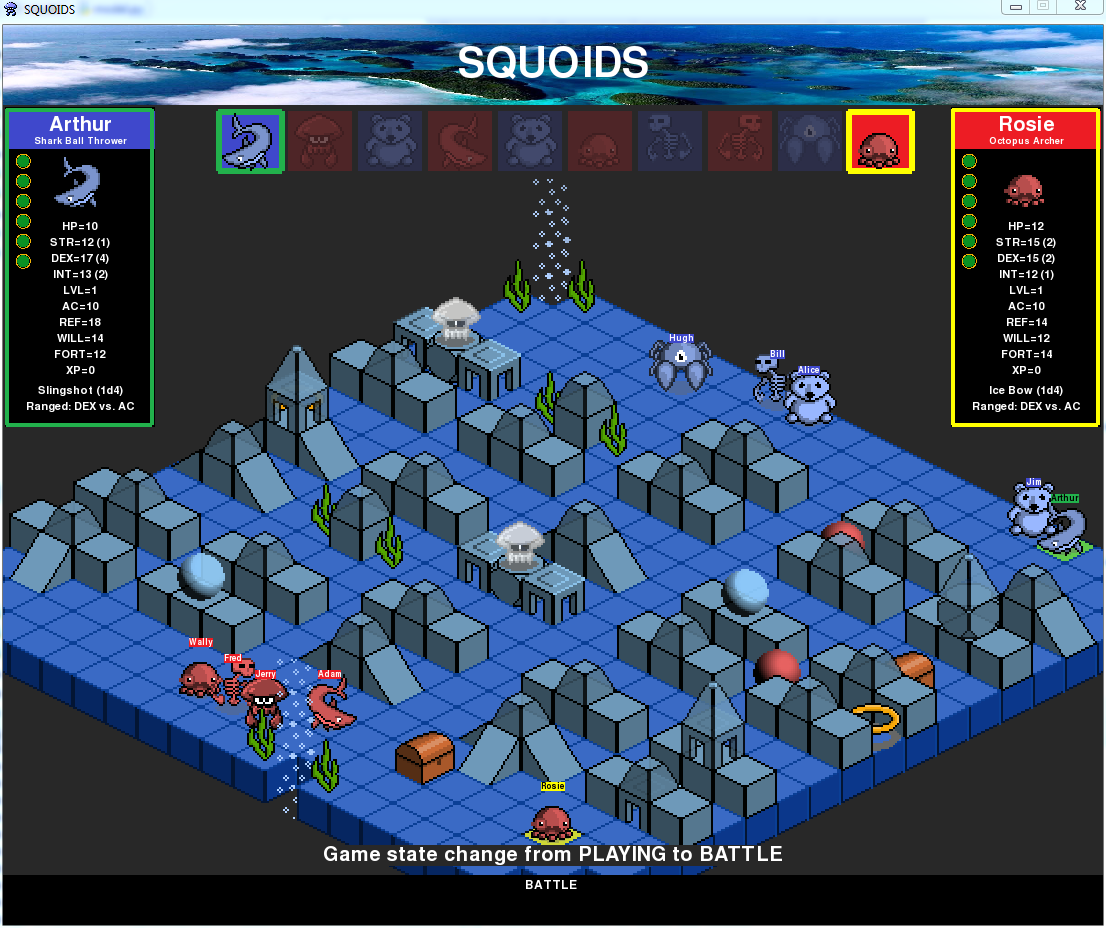 SQUOIDS
SQUOIDS
Arthur
Shark Ball Thrower
HP=10
STR=12 (1)
DEX=17 (4)
INT=13 (2)
LVL=1
AC=10
REF=18
WILL=14
FORT=12
XP=0
Slingshot (1d4)
Ranged: DEX vs. AC
Rosie
Octopus Archer
HP=12
STR=15 (2)
DEX=15 (2)
INT=12 (1)
LVL=1
AC=10
REF=14
WILL=12
FORT=14
XP=0
Ice Bow (1d4)
Ranged: DEX vs. AC
Hugh
Bill
Alice
Jim
Arthur
Wally
Fred
Jerry
Adam
Rosie
Game state change from PLAYING to BATTLE
BATTLE